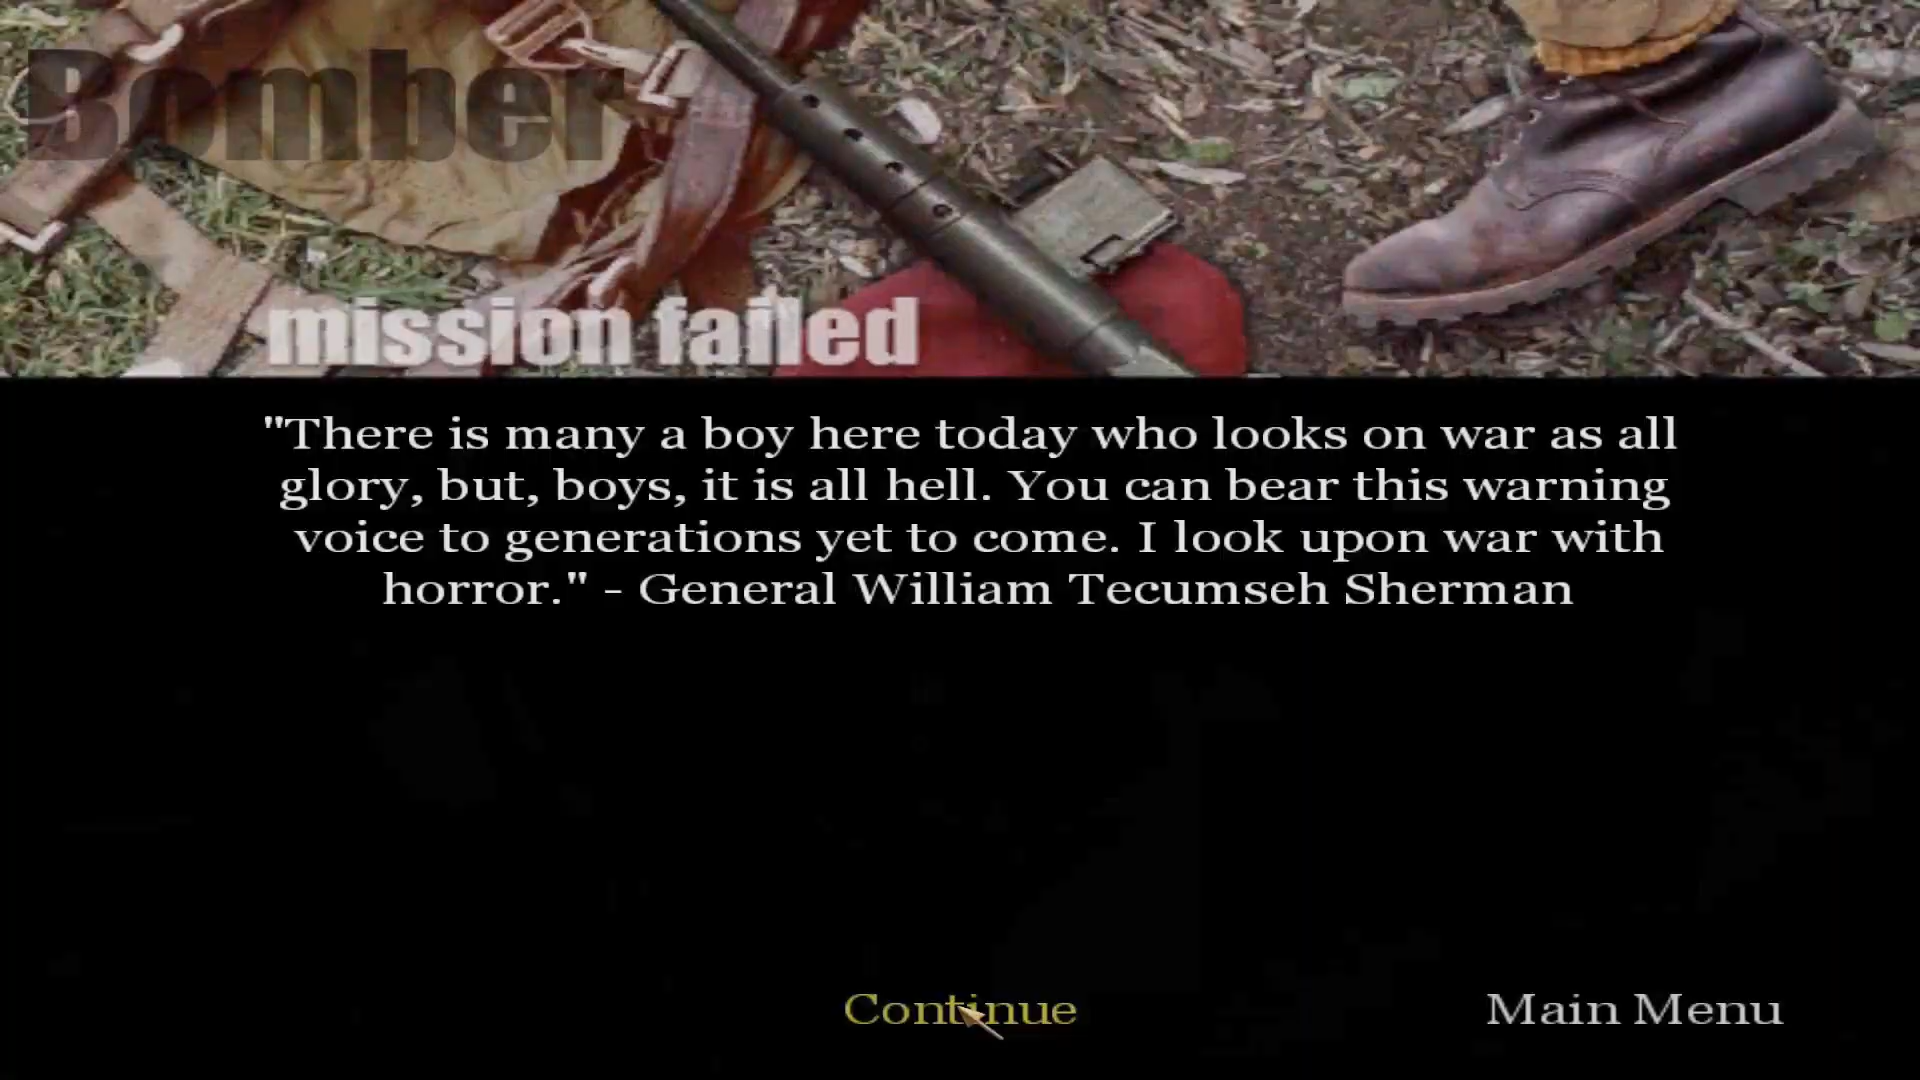 Bomber
mission failed
"There is many a boy here today who looks on war as all
glory, but, boys, it is all hell. You can bear this warning
voice to generations yet to come. I look upon war with
horror." - General William Tecumseh Sherman
Continue
Main Menu